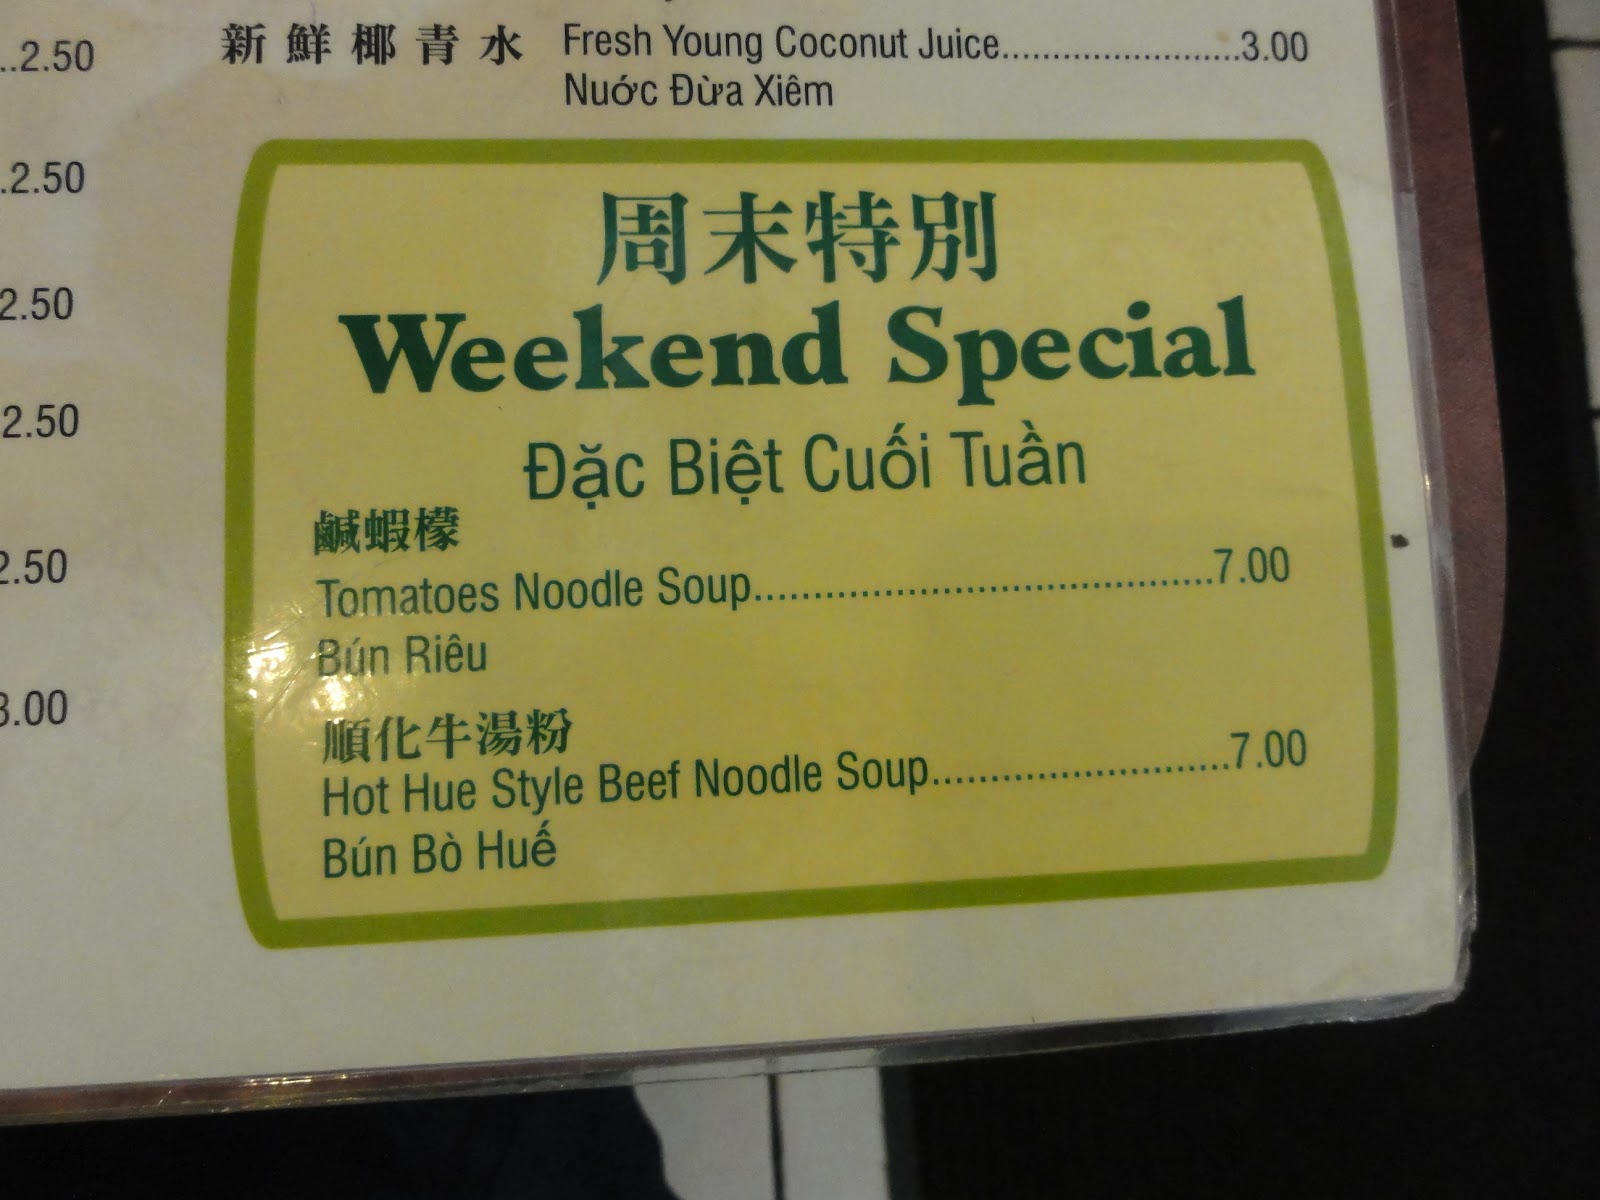 ..2.50
.2.50
2.50
2.50
2.50
3.00
新鮮椰青水 Fresh Young Coconut Juice........................3.00
Nước Đừa Xiêm
周末特別
Weekend Special
Đặc Biệt Cuối Tuần
鹹蝦檬
Tomatoes Noodle Soup.......................................7.00
Bún Riêu
順化牛湯粉
Hot Hue Style Beef Noodle Soup..........................7.00
Bún Bò Huế